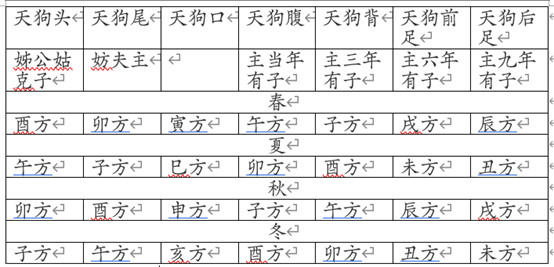 天狗头 天狗尾 天狗口 天狗腹 天狗背 天狗前足 天狗后足
姊公姑克子 妨夫主 主当年有子 主三年有子 主六年有子 主九年有子
春
酉方 卯方 寅方 午方 子方 戌方 辰方
夏
午方 子方 巳方 卯方 酉方 未方 丑方
秋
卯方 酉方 申方 子方 午方 辰方 戌方
冬
子方 午方 亥方 酉方 卯方 丑方 未方